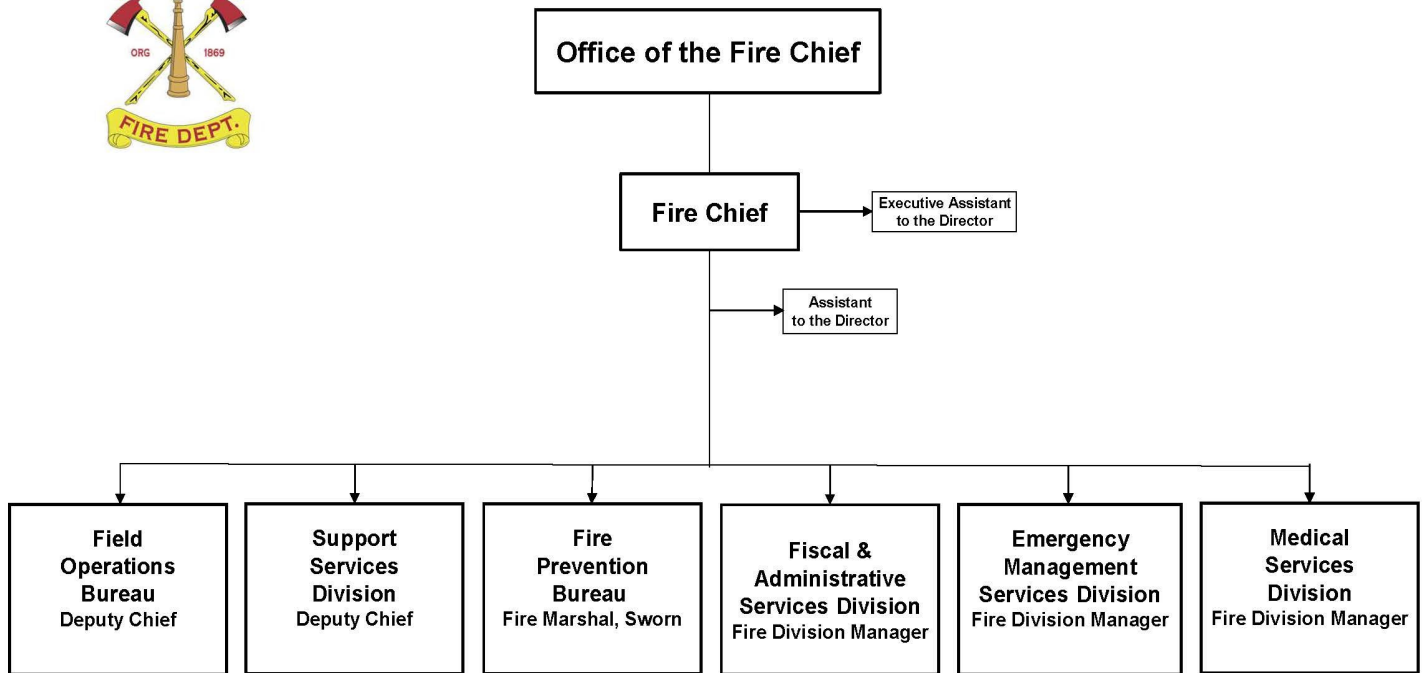 ORG 1869
FIRE DEPT.
Office of the Fire Chief
Fire Chief
Executive Assistant
to the Director
Assistant
to the Director
Field
Operations
Bureau
Deputy Chief
Support
Services
Division
Deputy Chief
Fire
Prevention
Bureau
Fire Marshal, Sworn
Fiscal &
Administrative
Services Division
Fire Division Manager
Emergency
Management
Services Division
Fire Division Manager
Medical
Services
Division
Fire Division Manager